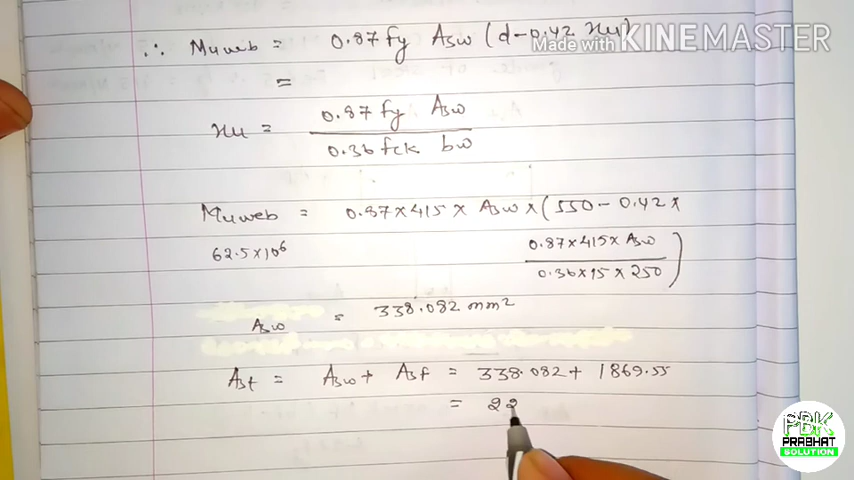 ∴ Muweb = 0.87 fy Asw (d - 0.42 xu)
Made with KINEMASTER
=
xu = 0.87 fy Asw
0.36 fck bw
Muweb = 0.87 x 415 x Asw x (550 - 0.42 x
62.5 x 10⁶ 0.87 x 415 x Asw
0.36 x 15 x 250 )
Asw = 338.082 mm²
Ast = Asw + Asf = 338.082 + 1869.55
= 22
PBK
PRABHAT
SOLUTION